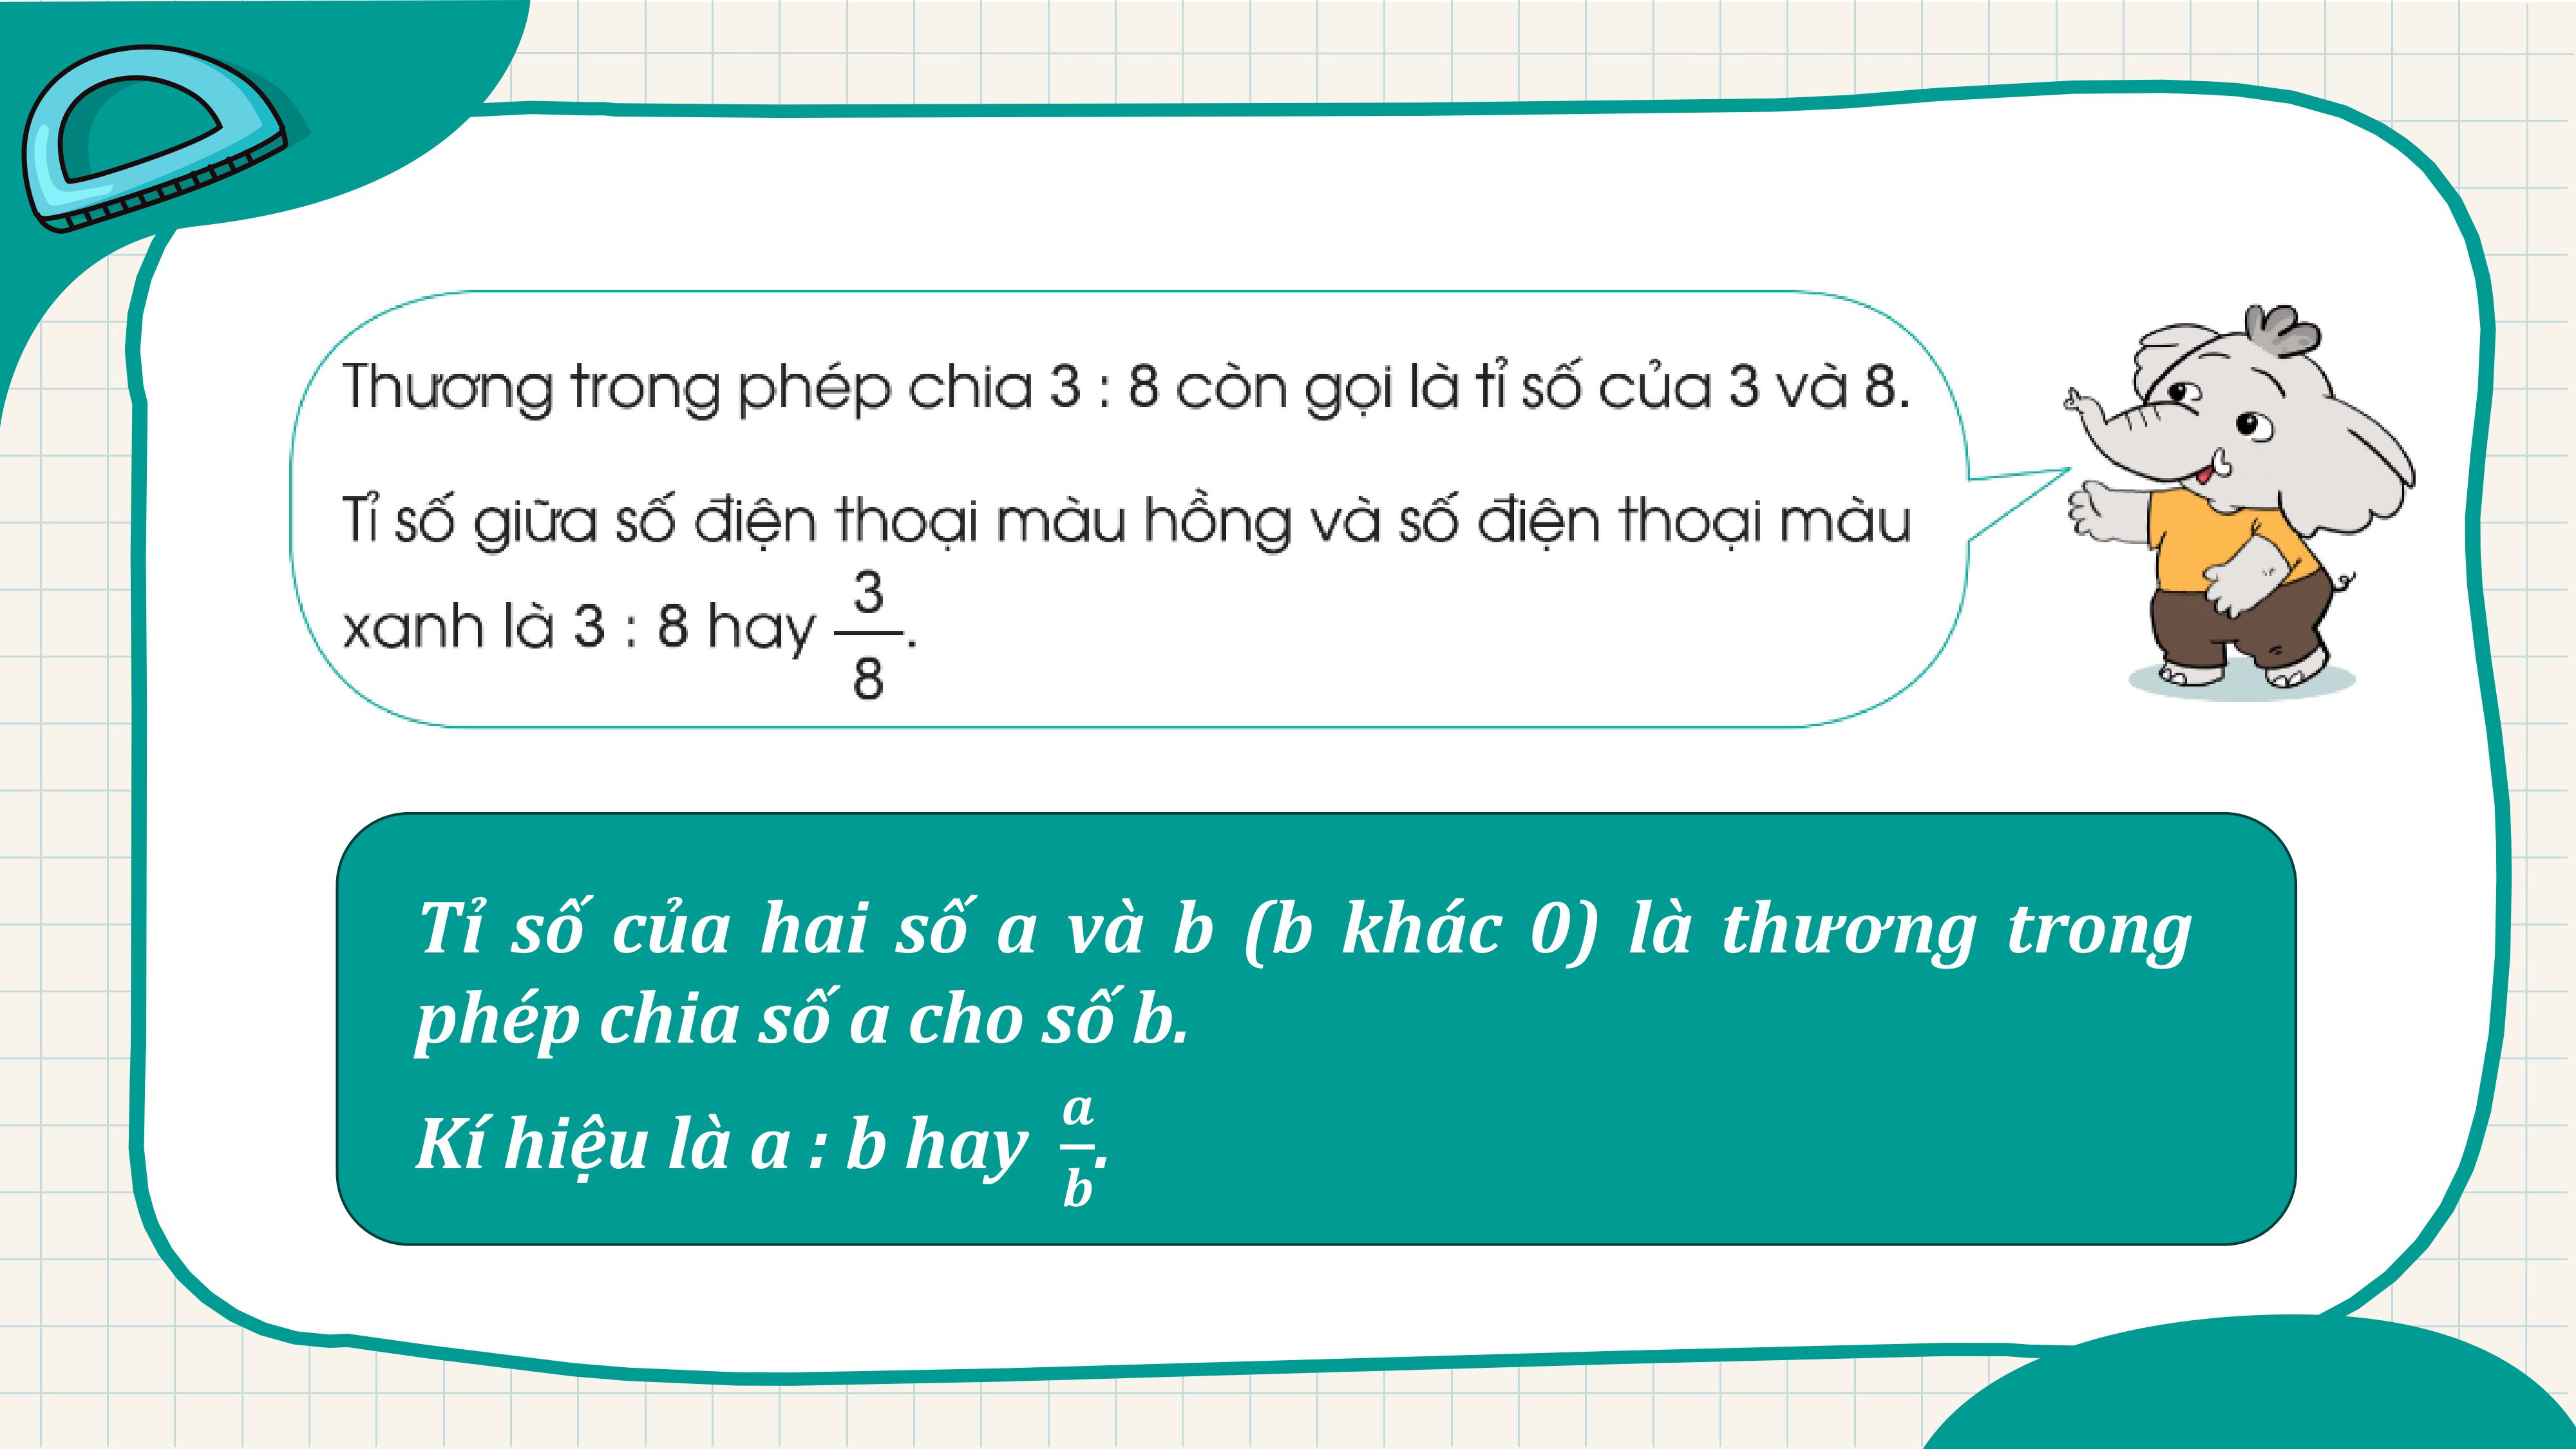 Thương trong phép chia 3 : 8 còn gọi là tỉ số của 3 và 8.
Tỉ số giữa số điện thoại màu hồng và số điện thoại màu
xanh là 3 : 8 hay 3/8.
Tỉ số của hai số a và b (b khác 0) là thương trong
phép chia số a cho số b.
Kí hiệu là a : b hay a/b.